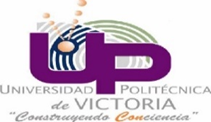 UP
UNIVERSIDAD POLITÉCNICA
de VICTORIA
"Construyendo Conciencia"